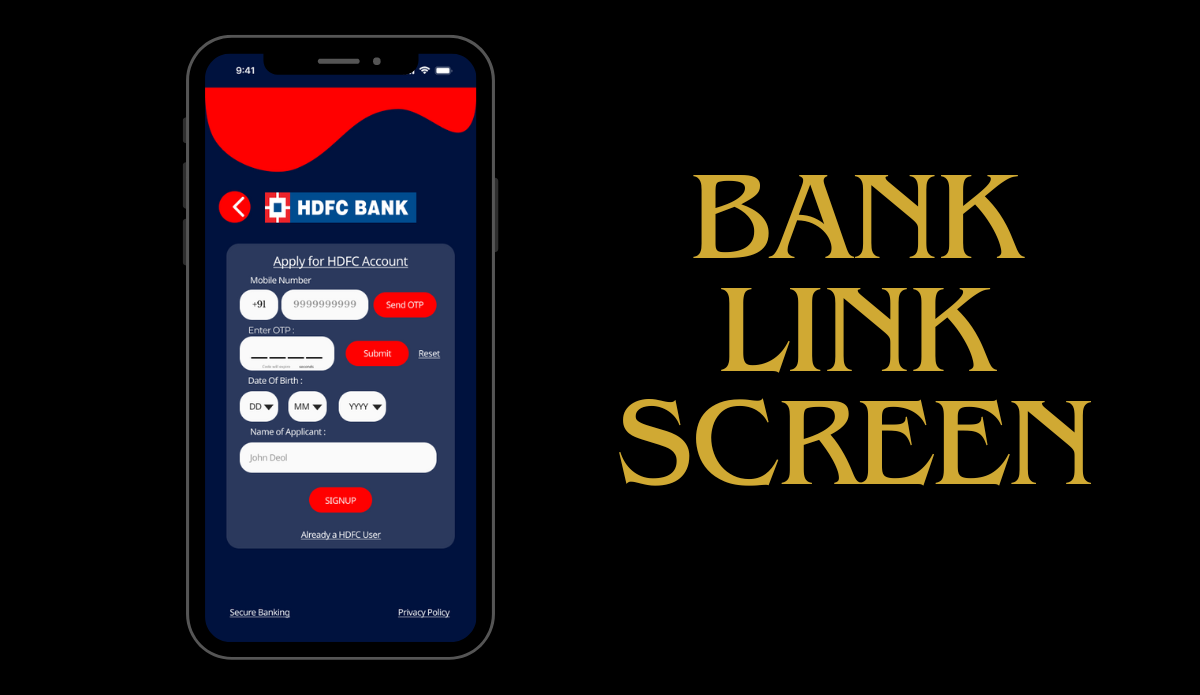 9:41
HDFC BANK
Apply for HDFC Account
Mobile Number
+91 9999999999 Send OTP
Enter OTP :
Submit Reset
Date Of Birth :
DD MM YYYY
Name of Applicant :
John Deol
SIGNUP
Already a HDFC User
Secure Banking Privacy Policy
BANK
LINK
SCREEN